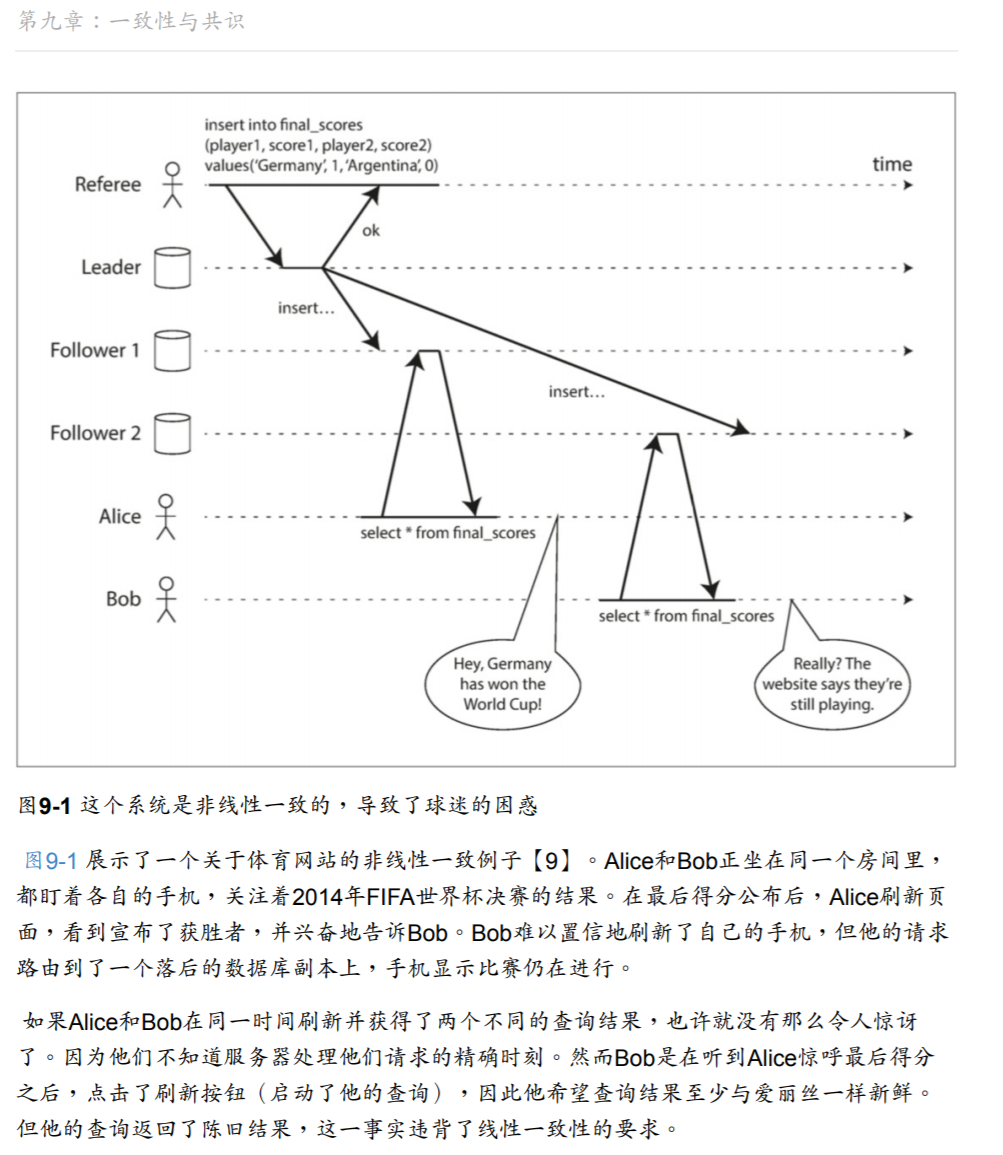 第九章：一致性与共识
insert into final_scores
(player1, score1, player2, score2)
values('Germany', 1, 'Argentina', 0)
time
Referee
ok
Leader
insert...
Follower 1
insert...
Follower 2
Alice
select * from final_scores
Bob
select * from final_scores
Hey, Germany
has won the
World Cup!
Really? The
website says they're
still playing.
图9-1 这个系统是非线性一致的，导致了球迷的困惑
图9-1 展示了一个关于体育网站的非线性一致例子【9】。Alice和Bob正坐在同一个房间里，
都盯着各自的手机，关注着2014年FIFA世界杯决赛的结果。在最后得分公布后，Alice刷新页
面，看到宣布了获胜者，并兴奋地告诉Bob。Bob难以置信地刷新了自己的手机，但他的请求
路由到了一个落后的数据库副本上，手机显示比赛仍在进行。
如果Alice和Bob在同一时间刷新并获得了两个不同的查询结果，也许就没有那么令人惊讶
了。因为他们不知道服务器处理他们请求的精确时刻。然而Bob是在听到Alice惊呼最后得分
之后，点击了刷新按钮（启动了他的查询），因此他希望查询结果至少与爱丽丝一样新鲜。
但他的查询返回了陈旧结果，这一事实违背了线性一致性的要求。